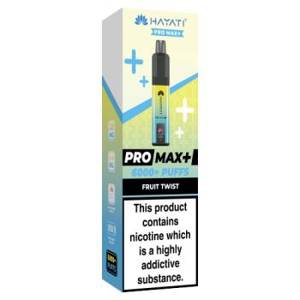 HAYATI
PRO MAX+
PRO MAX+
6000+ PUFFS
FRUIT TWIST
This product
contains
nicotine which
is a highly
addictive
substance.